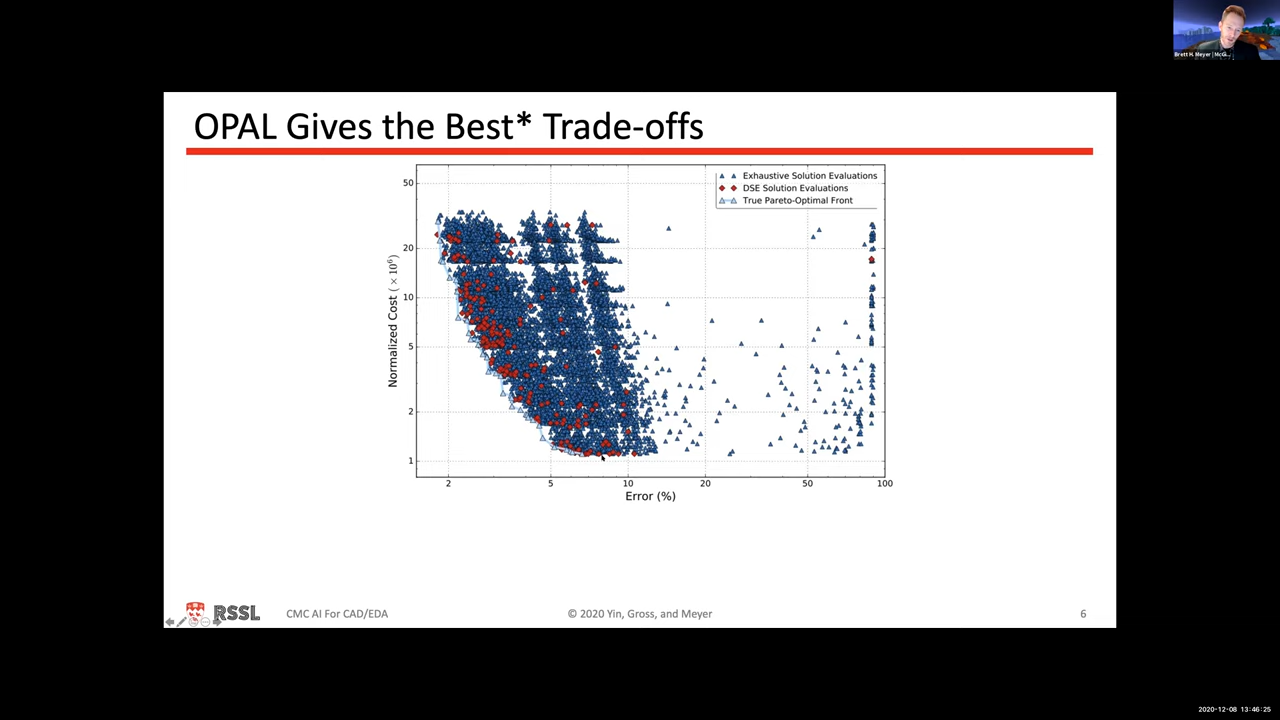 Brett H. Meyer | McG...
OPAL Gives the Best* Trade-offs
Exhaustive Solution Evaluations
DSE Solution Evaluations
True Pareto-Optimal Front
Normalized Cost (× 10⁶)
50
20
10
5
2
1
2 5 10 20 50 100
Error (%)
RSSL
CMC AI For CAD/EDA
© 2020 Yin, Gross, and Meyer
6
2020-12-08 13:46:25